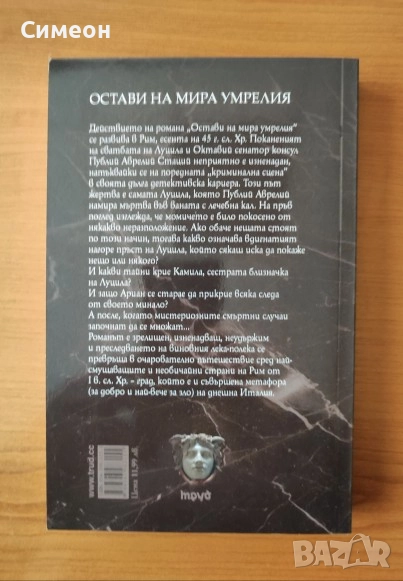 Симеон
ОСТАВИ НА МИРА УМРЕЛИЯ
Действието на романа „Остави на мира умрелия"
се развива в Рим, есента на 45 г. сл. Хр. Поканеният
на сватбата на Луцила и Октавий сенатор консул
Публий Аврелий Стаций неприятно е изненадан,
натъквайки се на поредната „криминална сцена"
в своята дълга детективска кариера. Този път
жертва е самата Луцила, която Публий Аврелий
намира мъртва във ваната с лечебна кал. На пръв
поглед изглежда, че момичето е било покосено от
някакво неразположение. Ако обаче нещата стоят
по този начин, тогава какво означава вдигнатият
нагоре пръст на Луцила, който сякаш иска да покаже
нещо или някого?
И какви тайни крие Камила, сестрата близначка
на Луцила?
И защо Ариан се старае да прикрие всяка следа
от своето минало?
А после, когато мистериозните смъртни случаи
започнат да се множат...
Романът е зрелищен, изненадващ, неудържим
и преследването на виновния лека-полека се
превръща в очарователно пътешествие сред най-
смущаващите и необичайни страни на Рим от
I в. сл. Хр. – град, който е и съвършена метафора
(за добро и най-вече за зло) на днешна Италия.
www.trud.cc
Цена 11,99 лв.
труд
BAZAR.BG